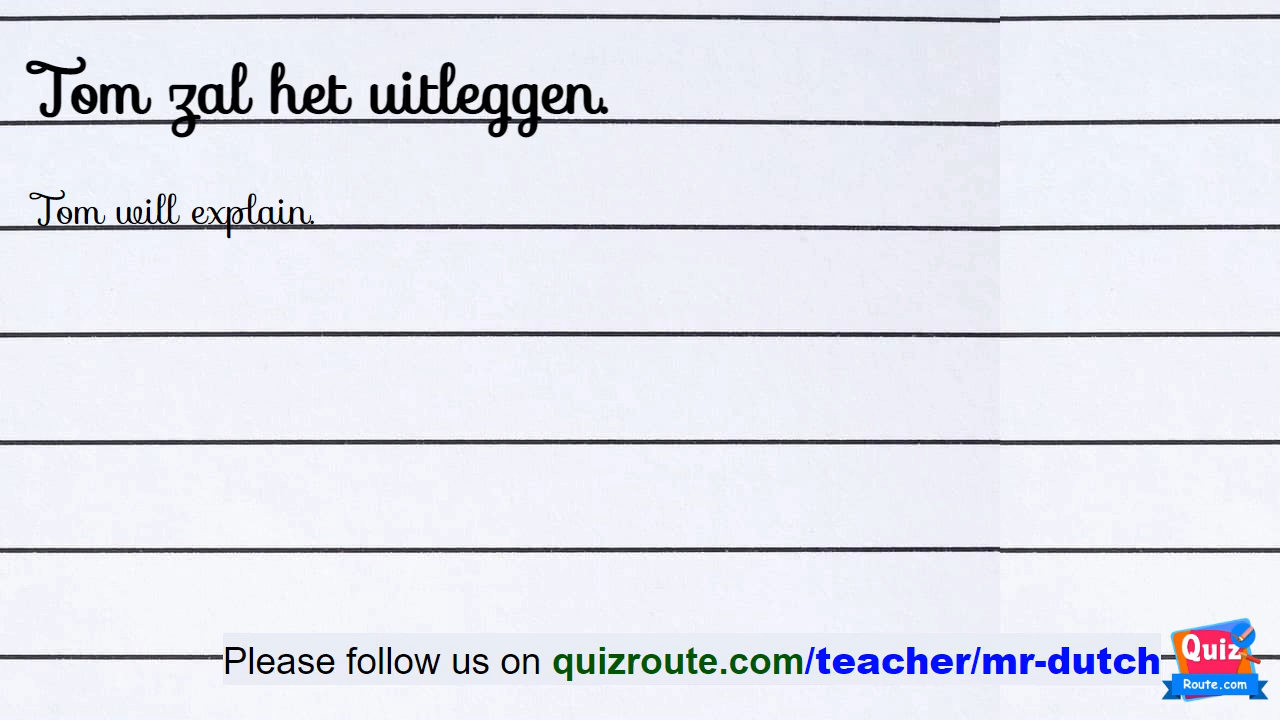 Tom zal het uitleggen.
Tom will explain.
Please follow us on quizroute.com/teacher/mr-dutch
Quiz
Route.com